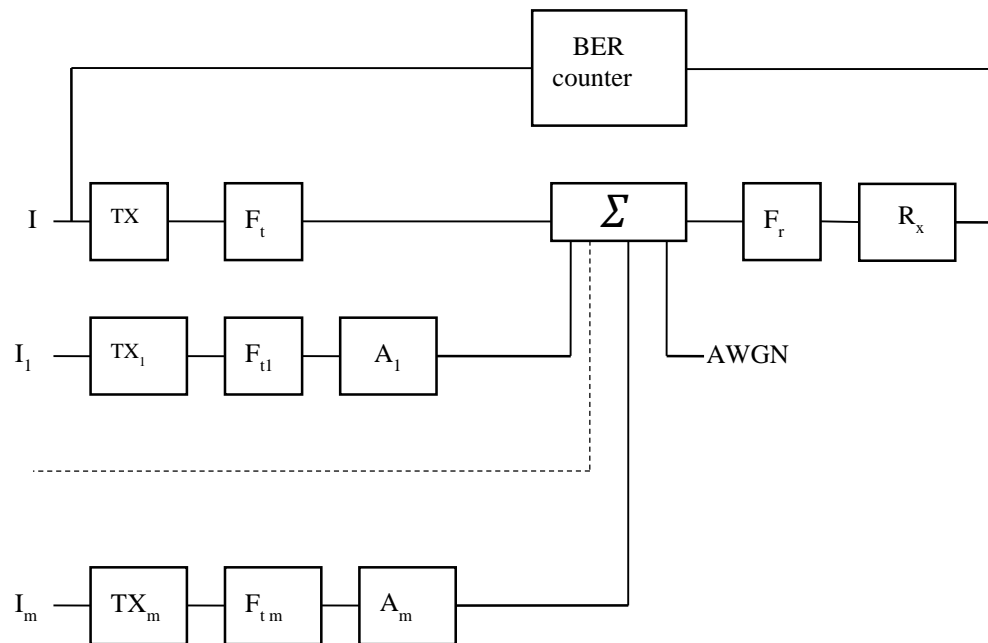 BER
counter
I
TX
F_t
Σ
F_r
R_x
I_1
TX_1
F_t1
A_1
AWGN
I_m
TX_m
F_t m
A_m